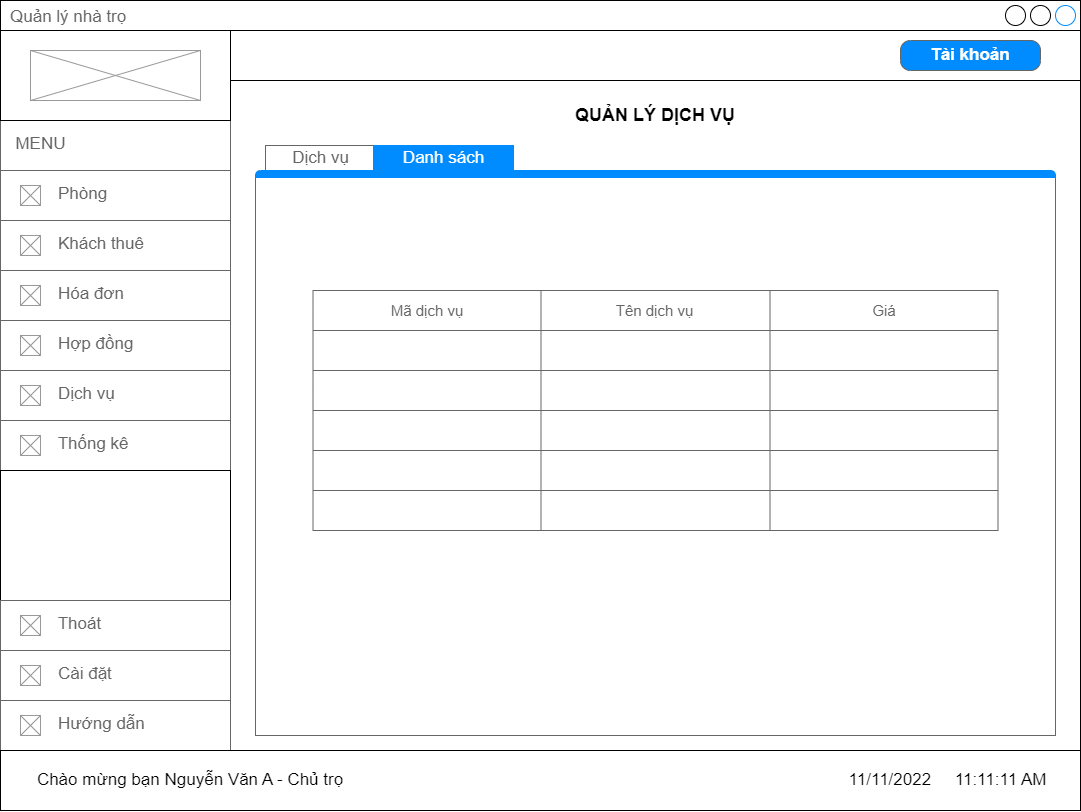 Quản lý nhà trọ
Tài khoản
MENU
Phòng
Khách thuê
Hóa đơn
Hợp đồng
Dịch vụ
Thống kê
Thoát
Cài đặt
Hướng dẫn
QUẢN LÝ DỊCH VỤ
Dịch vụ Danh sách
Mã dịch vụ Tên dịch vụ Giá
Chào mừng bạn Nguyễn Văn A - Chủ trọ 11/11/2022 11:11:11 AM